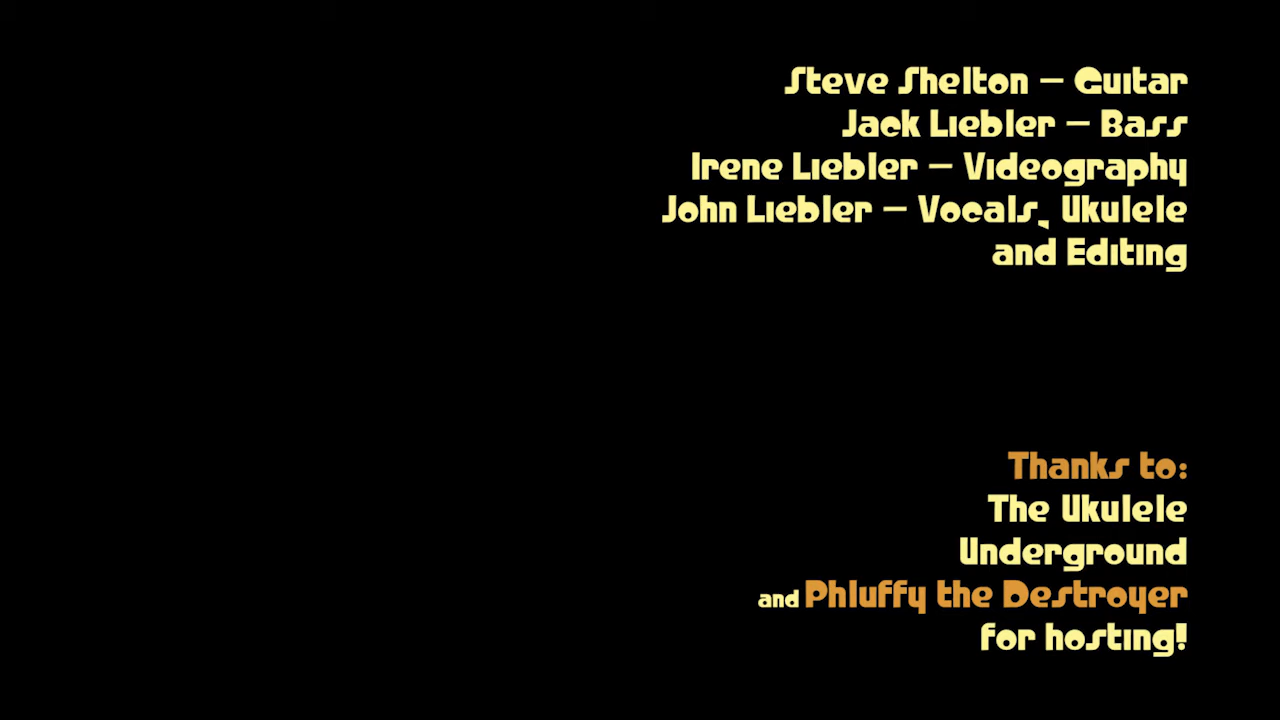 Steve Shelton – Guitar
Jack Liebler – Bass
Irene Liebler – Videography
John Liebler – Vocals, Ukulele
and Editing
Thanks to:
The Ukulele
Underground
and Phluffy the Destroyer
for hosting!